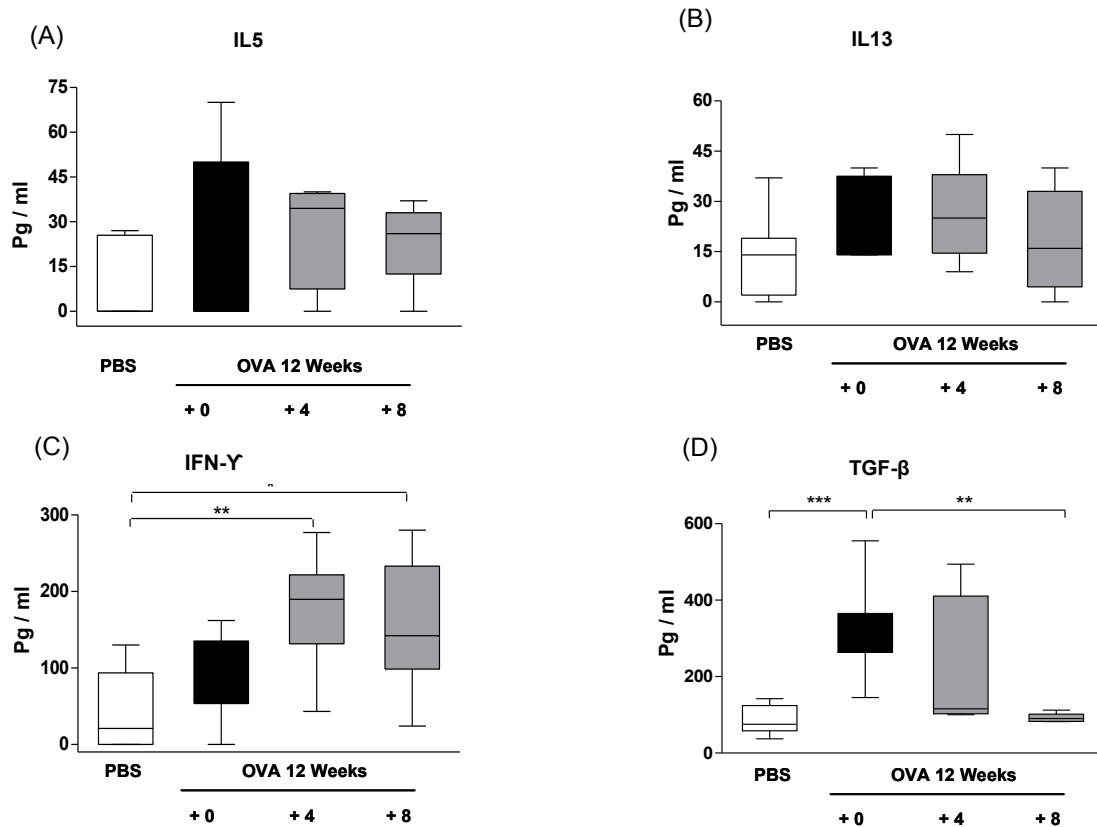 (A)
IL5
75
60
45
30
15
0
Pg / ml
PBS
OVA 12 Weeks
+ 0
+ 4
+ 8
(B)
IL13
60
45
30
15
0
Pg / ml
PBS
OVA 12 Weeks
+ 0
+ 4
+ 8
(C)
IFN-ϒ
**
300
200
100
0
Pg / ml
PBS
OVA 12 Weeks
+ 0
+ 4
+ 8
(D)
TGF-β
***
**
600
400
200
0
Pg / ml
PBS
OVA 12 Weeks
+ 0
+ 4
+ 8